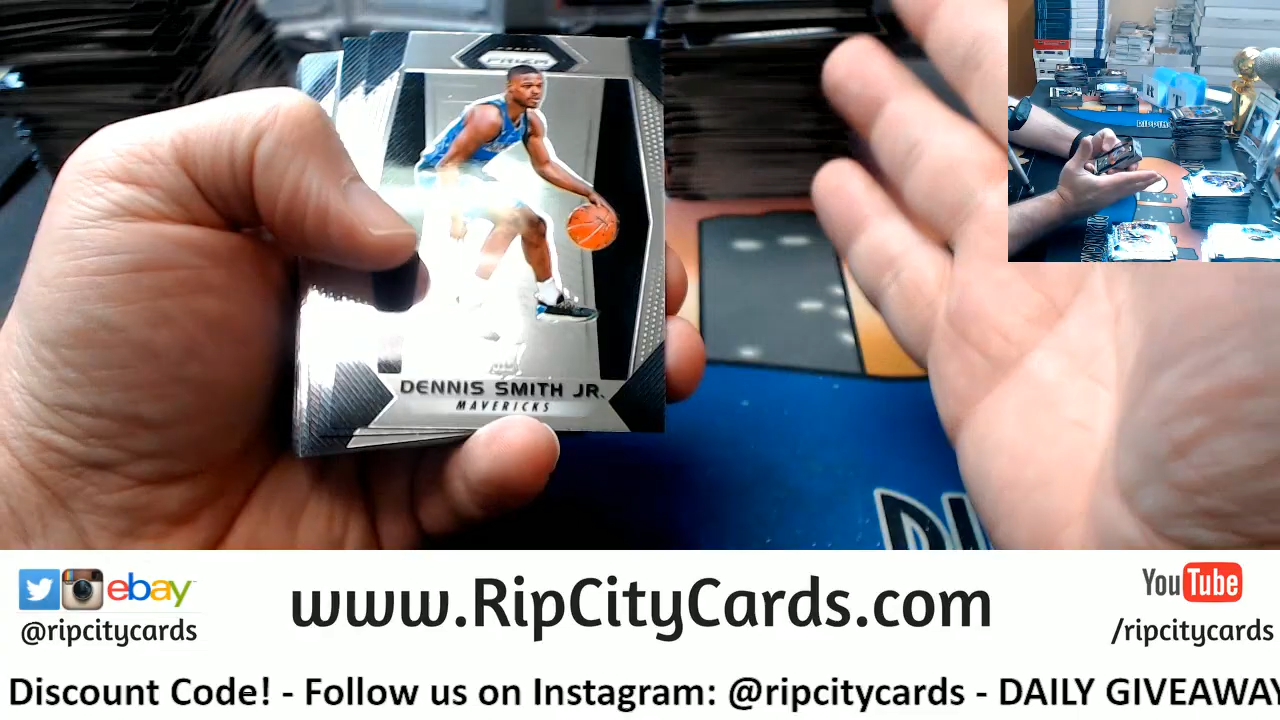 PANINI
PRIZM
DENNIS SMITH JR.
MAVERICKS
ebay
@ripcitycards
www.RipCityCards.com
YouTube
/ripcitycards
Discount Code! - Follow us on Instagram: @ripcitycards - DAILY GIVEAWAY